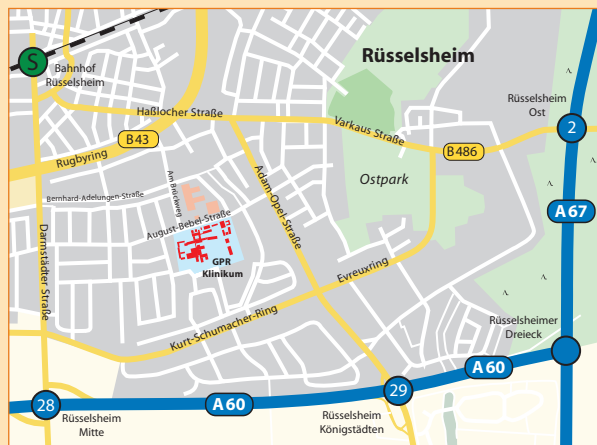 S
Bahnhof
Rüsselsheim
Rüsselsheim
Rüsselsheim
Ost
2
Haßlocher Straße
Varkaus Straße
B43
B486
Rugbyring
Ostpark
Am Brückweg
Bernhard-Adelungen-Straße
August-Bebel-Straße
Adam-Opel-Straße
A67
Darmstädter Straße
GPR
Klinikum
Evreuxring
Kurt-Schumacher-Ring
Rüsselsheimer
Dreieck
A60
28
A60
29
Rüsselsheim
Mitte
Rüsselsheim
Königstädten